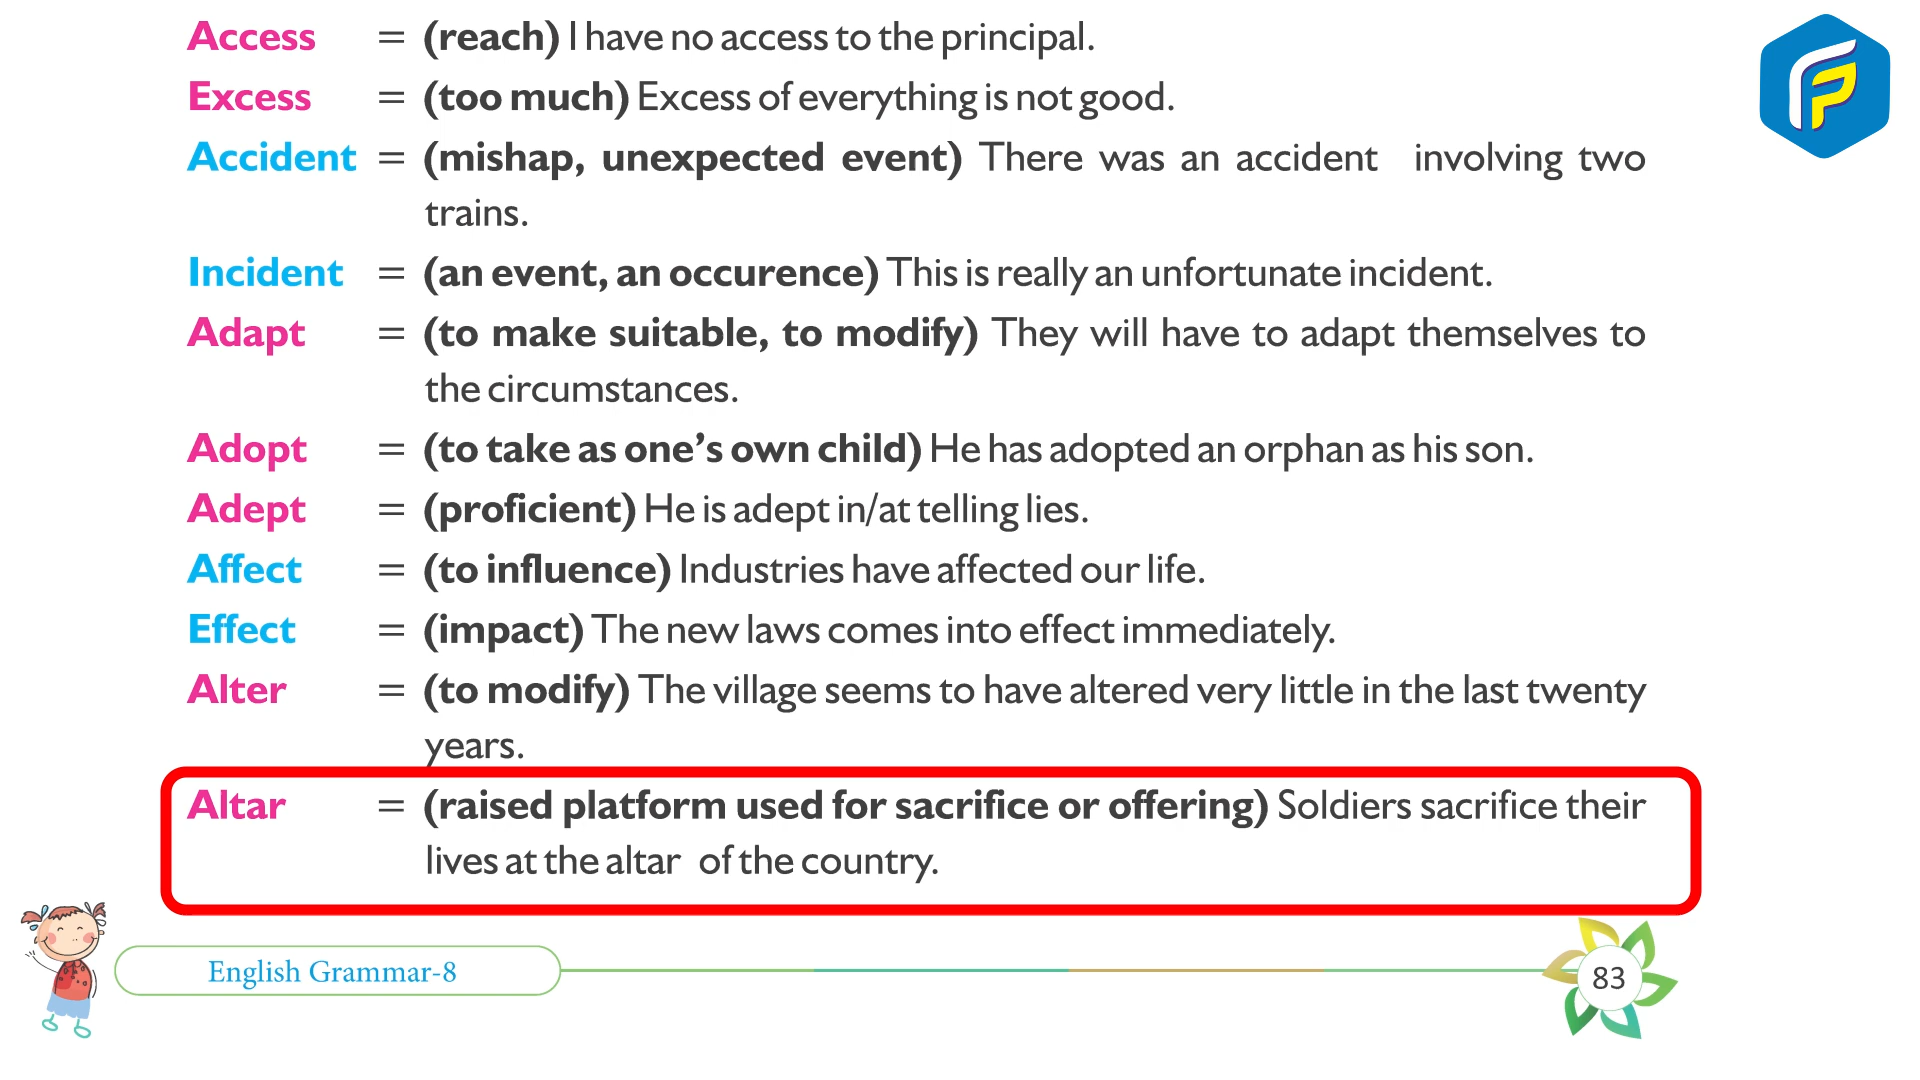 Access = (reach) I have no access to the principal.
Excess = (too much) Excess of everything is not good.
Accident = (mishap, unexpected event) There was an accident involving two
trains.
Incident = (an event, an occurence) This is really an unfortunate incident.
Adapt = (to make suitable, to modify) They will have to adapt themselves to
the circumstances.
Adopt = (to take as one's own child) He has adopted an orphan as his son.
Adept = (proficient) He is adept in/at telling lies.
Affect = (to influence) Industries have affected our life.
Effect = (impact) The new laws comes into effect immediately.
Alter = (to modify) The village seems to have altered very little in the last twenty
years.
Altar = (raised platform used for sacrifice or offering) Soldiers sacrifice their
lives at the altar of the country.
English Grammar-8
83